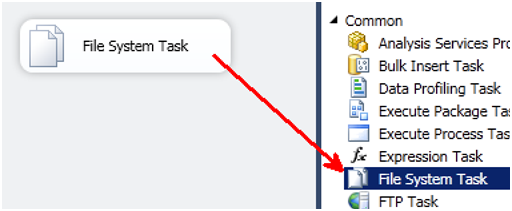 File System Task
Common
Analysis Services Pro
Bulk Insert Task
Data Profiling Task
Execute Package Tas
Execute Process Tas
fx Expression Task
File System Task
FTP Task